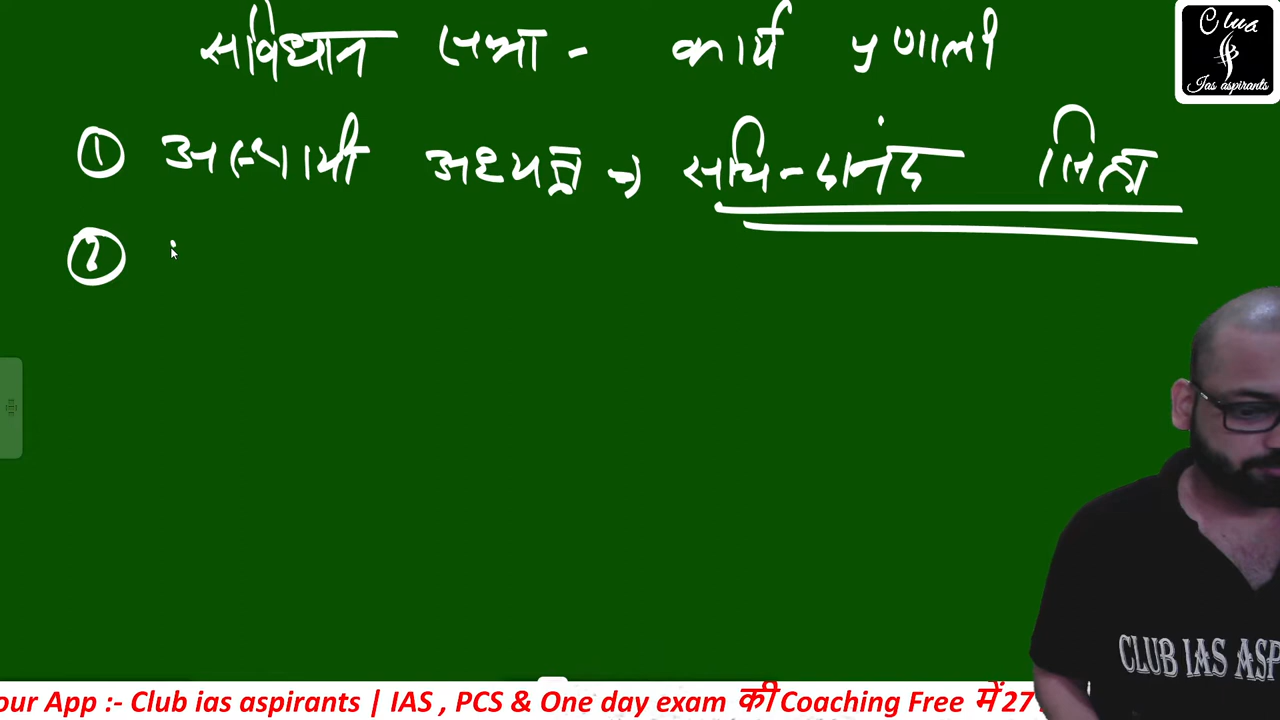 संविधान सभा - कार्य प्रणाली
Club
Ias aspirants
① अस्थायी अध्यक्ष → सच्चि-दानंद सिन्हा
②
CLUB IAS ASP
our App :- Club ias aspirants | IAS , PCS & One day exam की Coaching Free में 27